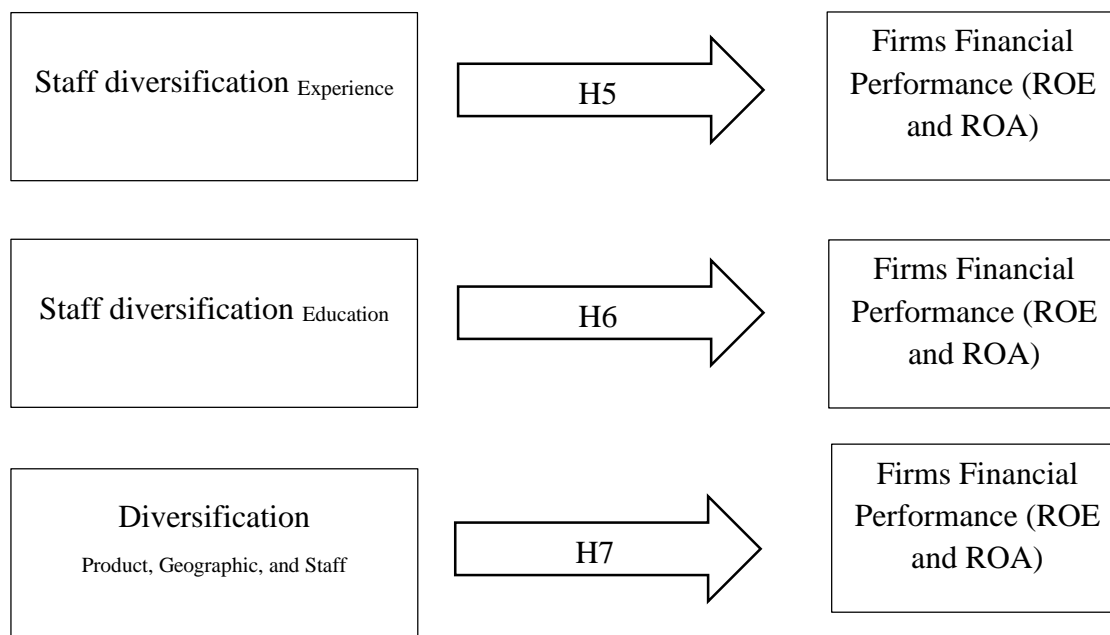 Staff diversification Experience
H5
Firms Financial
Performance (ROE
and ROA)
Staff diversification Education
H6
Firms Financial
Performance (ROE
and ROA)
Diversification
Product, Geographic, and Staff
H7
Firms Financial
Performance (ROE
and ROA)